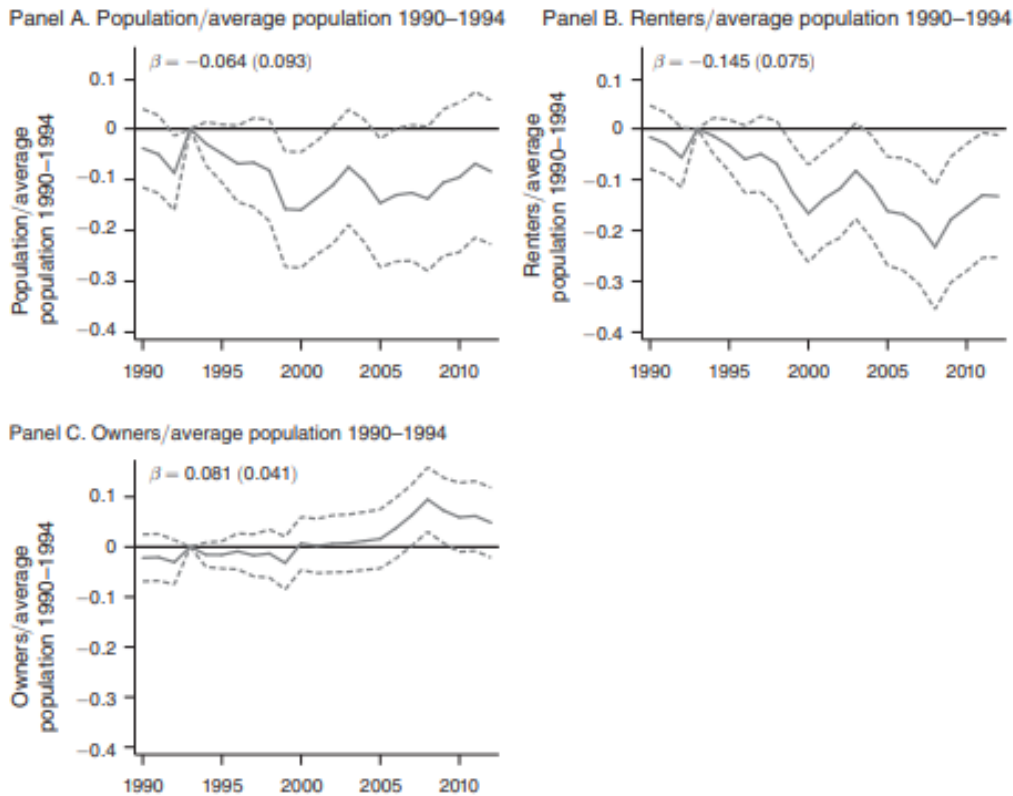 Panel A. Population/average population 1990–1994
β = −0.064 (0.093)
Population/average
population 1990–1994
0.1
0
−0.1
−0.2
−0.3
−0.4
1990 1995 2000 2005 2010
Panel B. Renters/average population 1990–1994
β = −0.145 (0.075)
Renters/average
population 1990–1994
0.1
0
−0.1
−0.2
−0.3
−0.4
1990 1995 2000 2005 2010
Panel C. Owners/average population 1990–1994
β = 0.081 (0.041)
Owners/average
population 1990–1994
0.1
0
−0.1
−0.2
−0.3
−0.4
1990 1995 2000 2005 2010